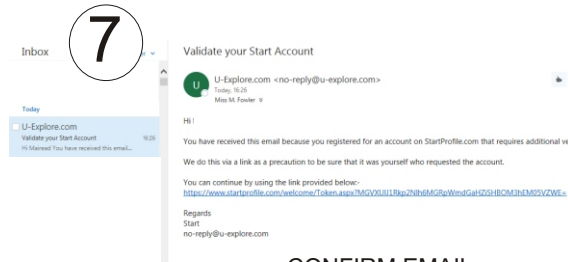 7
Inbox
Today
U-Explore.com
Validate your Start Account 16:26
Hi Mairead You have received this email...
Validate your Start Account
U
U-Explore.com <no-reply@u-explore.com>
Today, 16:26
Miss M. Fowler
Hi !
You have received this email because you registered for an account on StartProfile.com that requires additional ve
We do this via a link as a precaution to be sure that it was yourself who requested the account.
You can continue by using the link provided below:-
Regards
Start
no-reply@u-explore.com
CONFIRM EMAIL